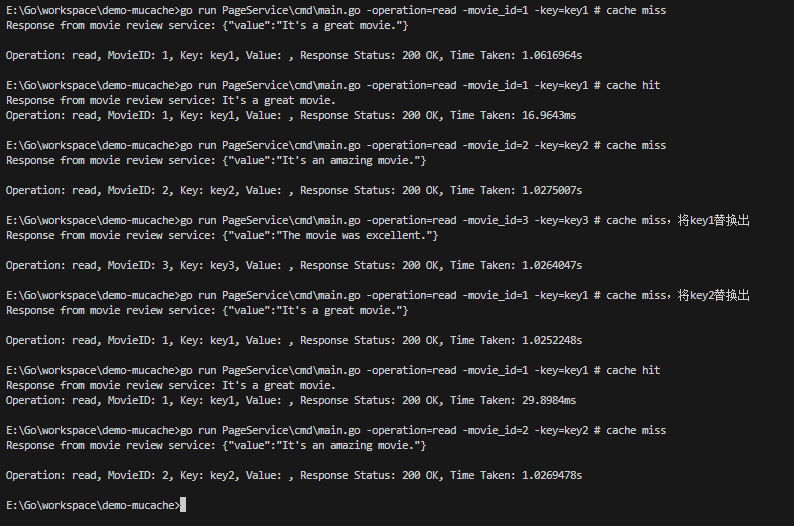 E:\Go\workspace\demo-mucache>go run PageService\cmd\main.go -operation=read -movie_id=1 -key=key1 # cache miss
Response from movie review service: {"value":"It's a great movie."}
Operation: read, MovieID: 1, Key: key1, Value: , Response Status: 200 OK, Time Taken: 1.0616964s
E:\Go\workspace\demo-mucache>go run PageService\cmd\main.go -operation=read -movie_id=1 -key=key1 # cache hit
Response from movie review service: It's a great movie.
Operation: read, MovieID: 1, Key: key1, Value: , Response Status: 200 OK, Time Taken: 16.9643ms
E:\Go\workspace\demo-mucache>go run PageService\cmd\main.go -operation=read -movie_id=2 -key=key2 # cache miss
Response from movie review service: {"value":"It's an amazing movie."}
Operation: read, MovieID: 2, Key: key2, Value: , Response Status: 200 OK, Time Taken: 1.0275007s
E:\Go\workspace\demo-mucache>go run PageService\cmd\main.go -operation=read -movie_id=3 -key=key3 # cache miss，将key1替换出
Response from movie review service: {"value":"The movie was excellent."}
Operation: read, MovieID: 3, Key: key3, Value: , Response Status: 200 OK, Time Taken: 1.0264047s
E:\Go\workspace\demo-mucache>go run PageService\cmd\main.go -operation=read -movie_id=1 -key=key1 # cache miss，将key2替换出
Response from movie review service: {"value":"It's a great movie."}
Operation: read, MovieID: 1, Key: key1, Value: , Response Status: 200 OK, Time Taken: 1.0252248s
E:\Go\workspace\demo-mucache>go run PageService\cmd\main.go -operation=read -movie_id=1 -key=key1 # cache hit
Response from movie review service: It's a great movie.
Operation: read, MovieID: 1, Key: key1, Value: , Response Status: 200 OK, Time Taken: 29.8984ms
E:\Go\workspace\demo-mucache>go run PageService\cmd\main.go -operation=read -movie_id=2 -key=key2 # cache miss
Response from movie review service: {"value":"It's an amazing movie."}
Operation: read, MovieID: 2, Key: key2, Value: , Response Status: 200 OK, Time Taken: 1.0269478s
E:\Go\workspace\demo-mucache>